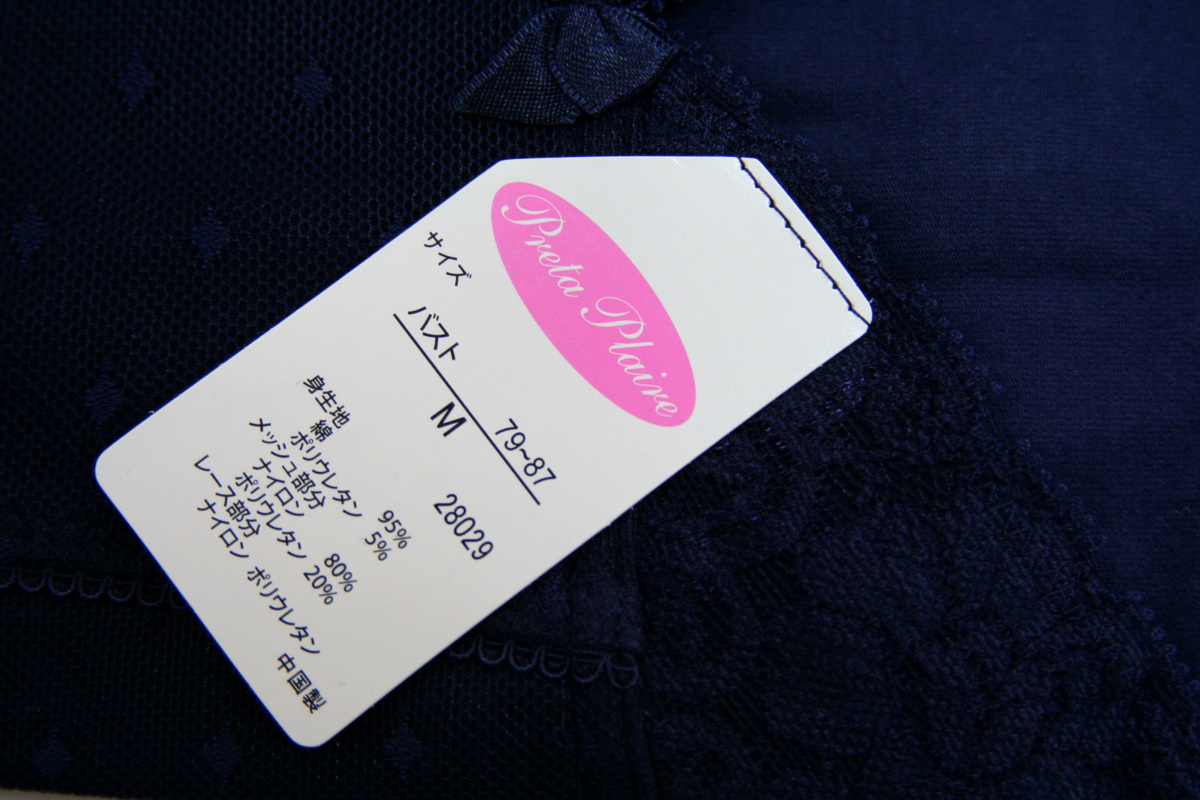 Preta Plaire
サイズ
バスト 79~87
M 28029
身生地
綿 95%
ポリウレタン 5%
メッシュ部分
ナイロン 80%
ポリウレタン 20%
レース部分
ナイロン ポリウレタン
中国製